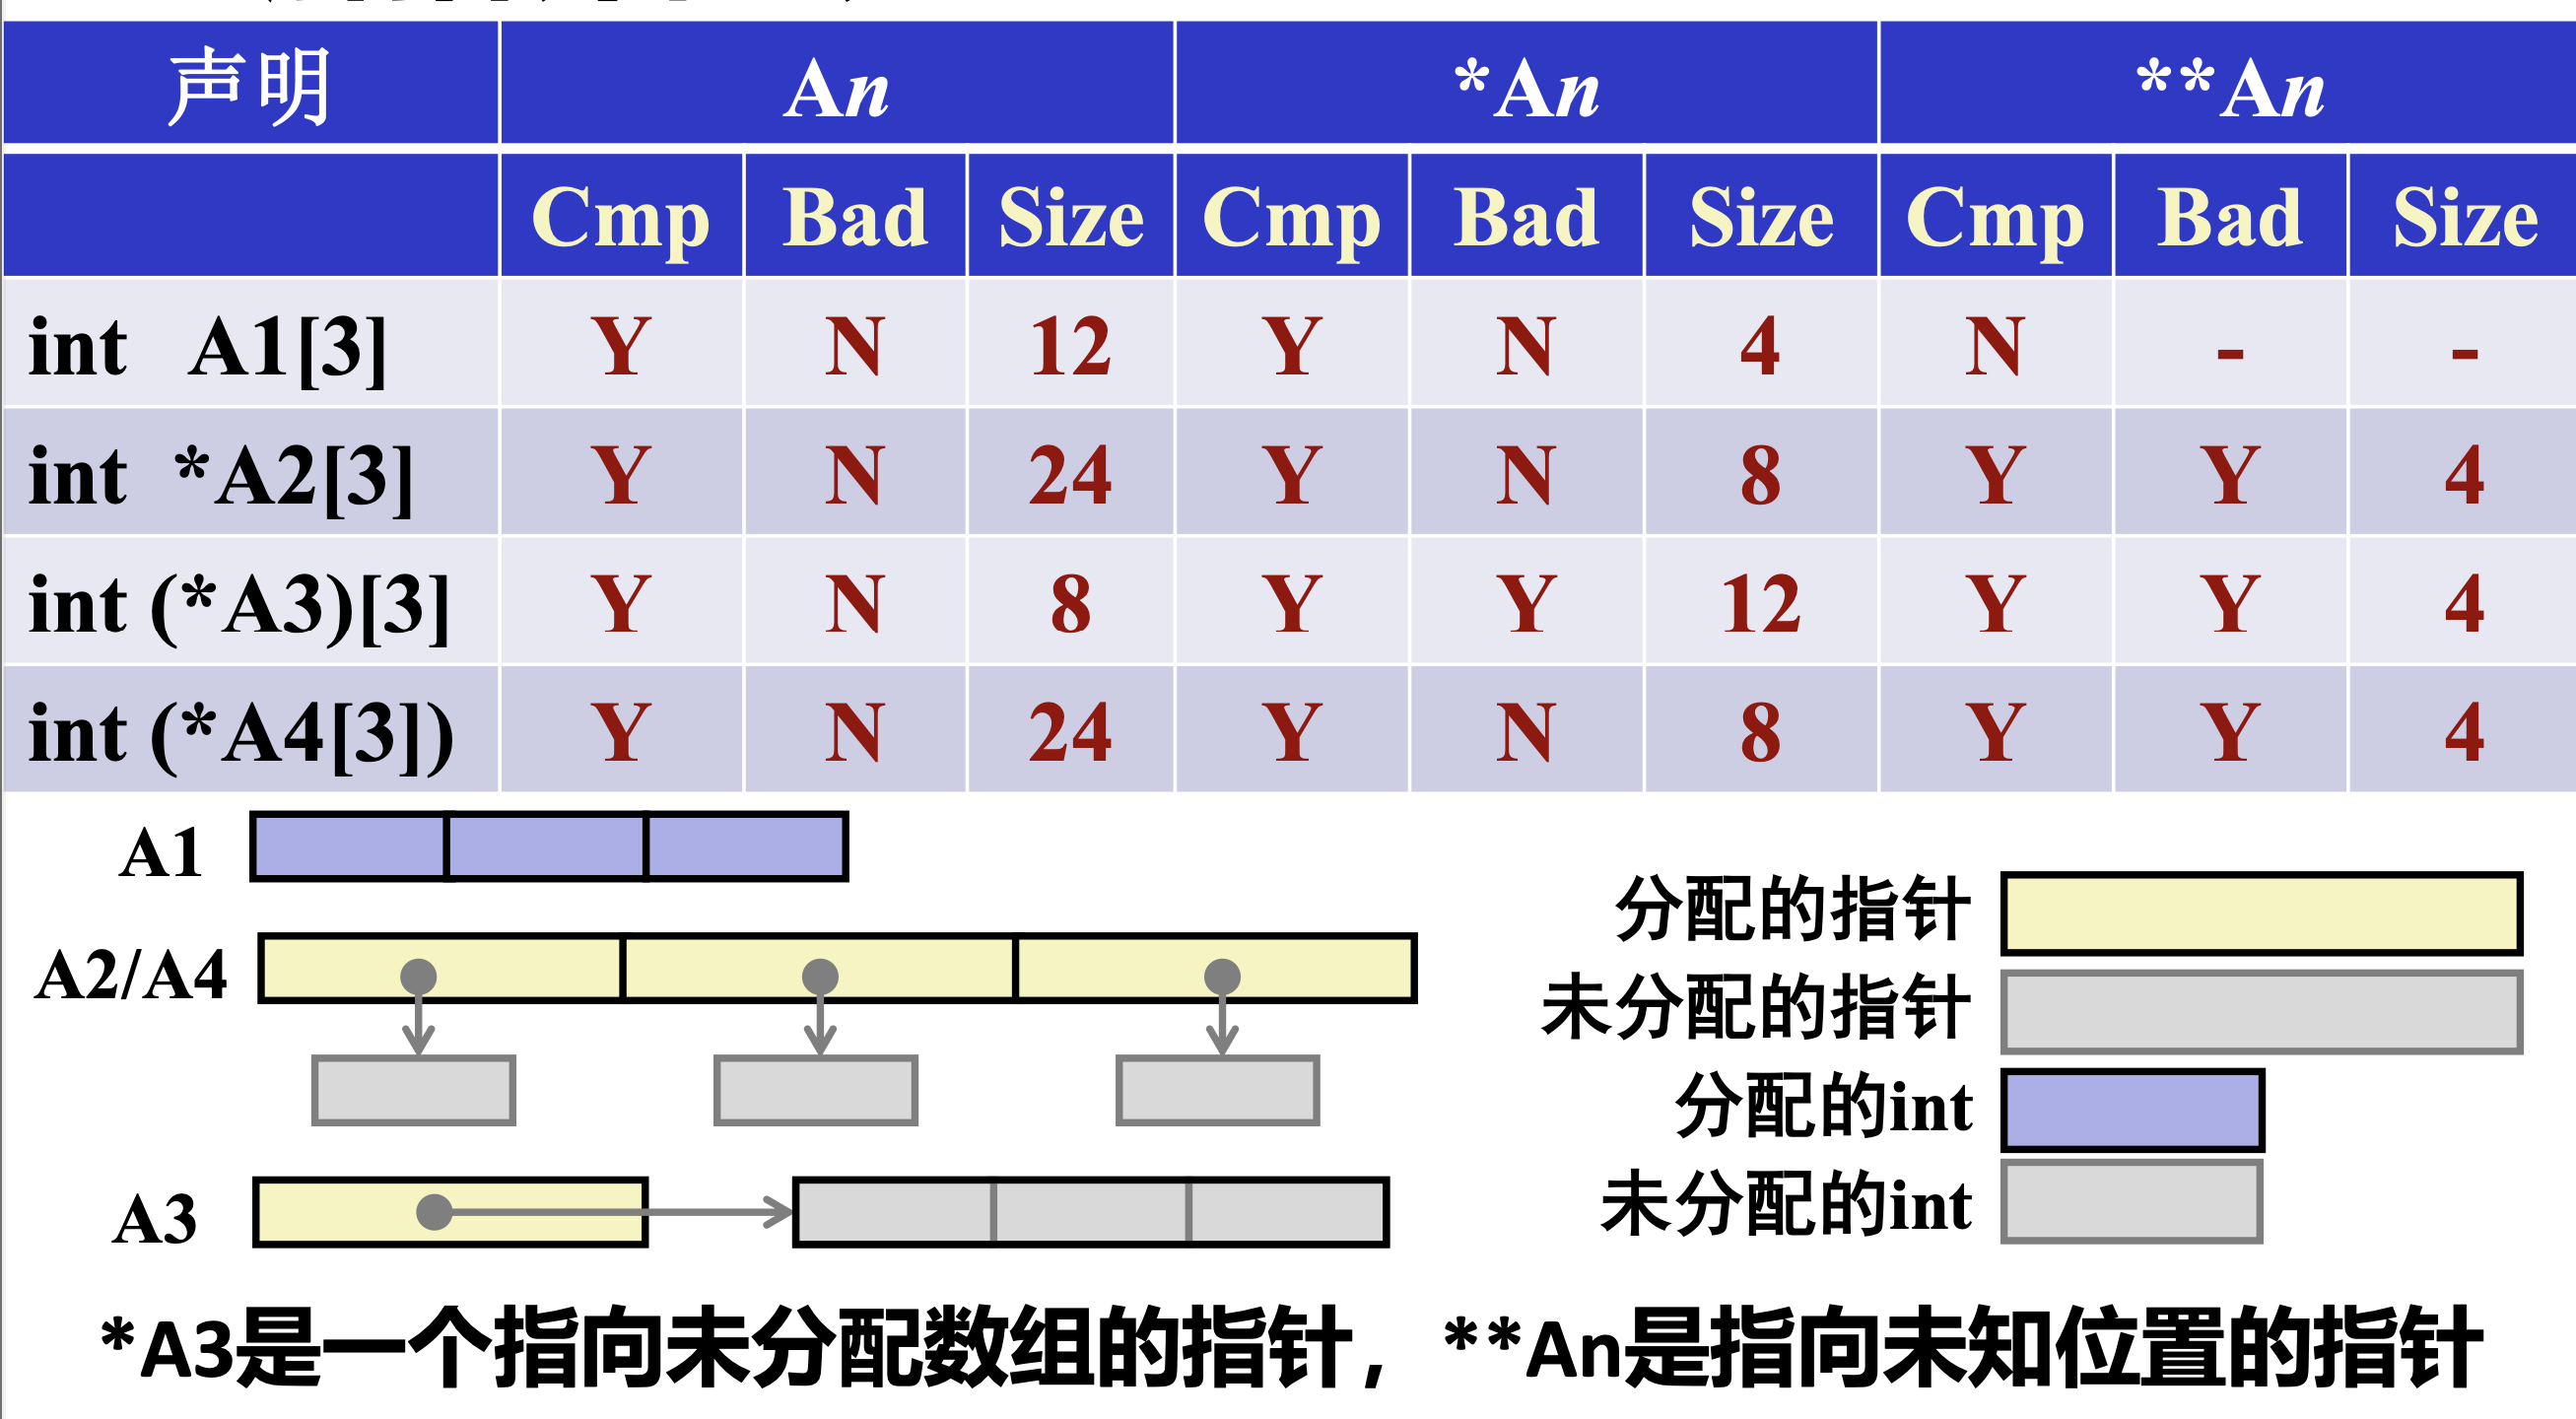 声明 An *An **An
Cmp Bad Size Cmp Bad Size Cmp Bad Size
int A1[3] Y N 12 Y N 4 N - -
int *A2[3] Y N 24 Y N 8 Y Y 4
int (*A3)[3] Y N 8 Y Y 12 Y Y 4
int (*A4[3]) Y N 24 Y N 8 Y Y 4
A1
A2/A4
A3
分配的指针
未分配的指针
分配的int
未分配的int
*A3是一个指向未分配数组的指针，**An是指向未知位置的指针